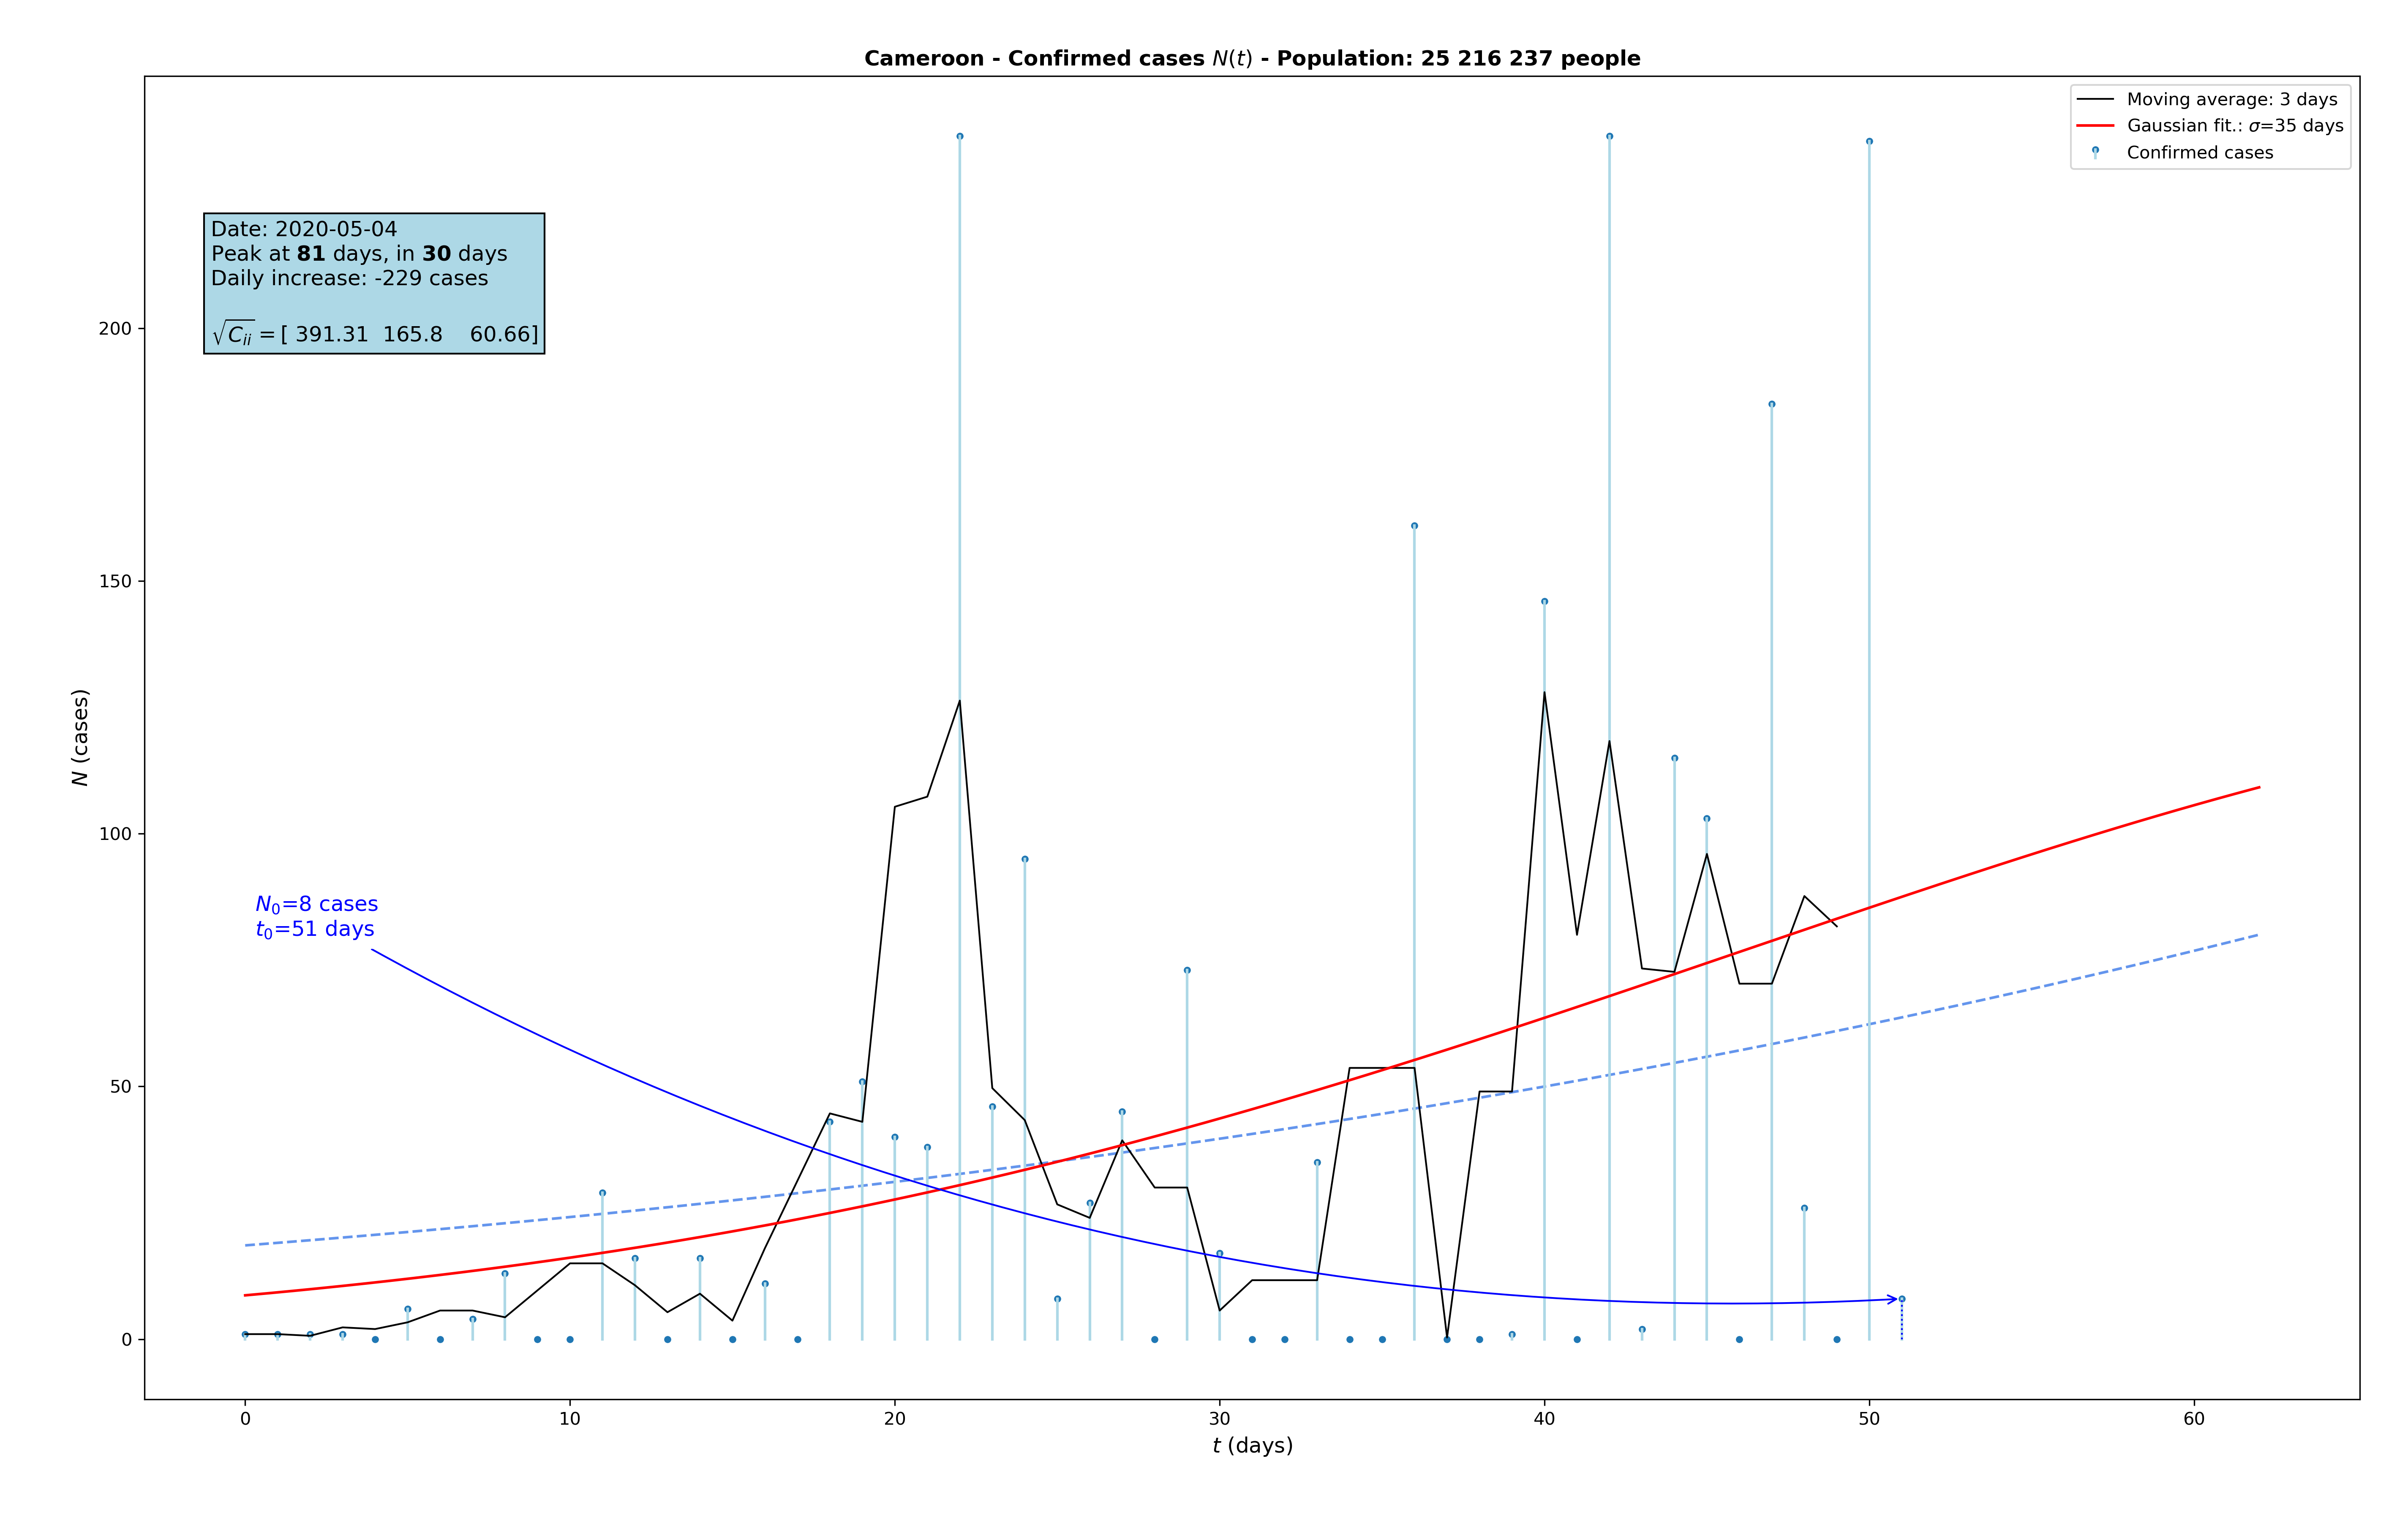 Cameroon - Confirmed cases N(t) - Population: 25 216 237 people
Moving average: 3 days
Gaussian fit.: σ=35 days
Confirmed cases
Date: 2020-05-04
Peak at 81 days, in 30 days
Daily increase: -229 cases
√C_ii = [ 391.31 165.8 60.66]
N₀=8 cases
t₀=51 days
N (cases)
200
150
100
50
0
0 10 20 30 40 50 60
t (days)